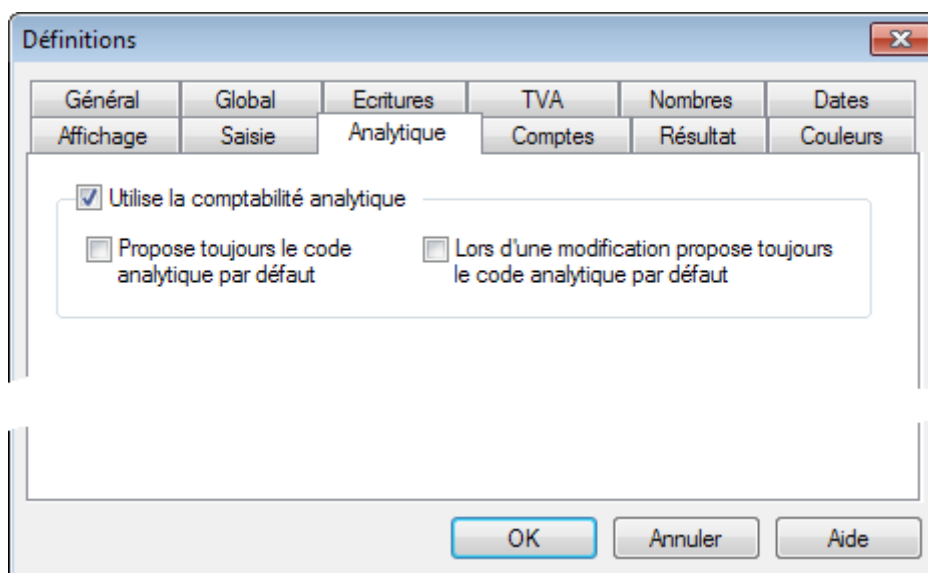 Définitions
Général Global Ecritures TVA Nombres Dates
Affichage Saisie Analytique Comptes Résultat Couleurs
Utilise la comptabilité analytique
Propose toujours le code
analytique par défaut
Lors d'une modification propose toujours
le code analytique par défaut
OK Annuler Aide